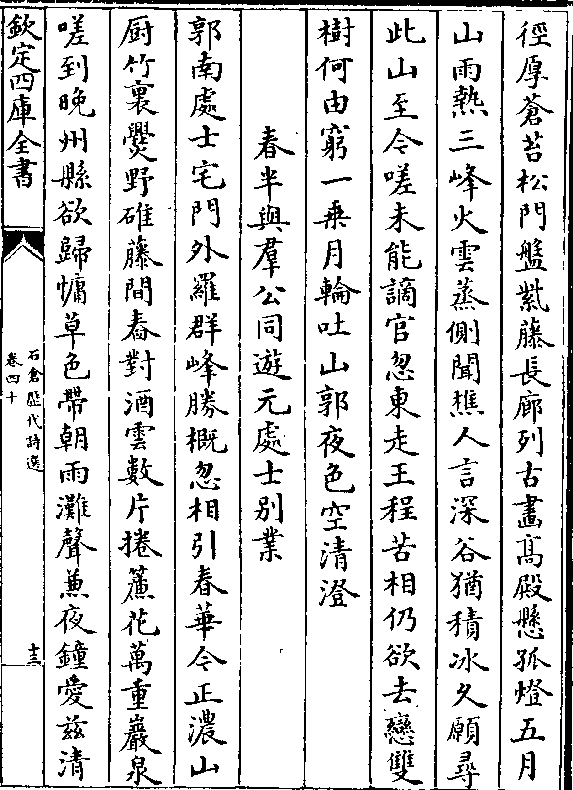 徑厚蒼苔松門盤紫藤長廊列古畫高殿懸孤燈五月
山雨熱三峰火雲蒸側聞樵人言深谷猶積冰久願尋
此山至今嗟未能謫官忽東走王程苦相仍欲去戀雙
樹何由窮一乘月輪吐山郭夜色空清澄
春半與羣公同遊元處士别業
郭南處士宅門外羅群峰勝概忽相引春華今正濃山
厨竹裏爨野碓藤間舂對酒雲數片捲簾花萬重巖泉
嗟到晚州縣欲歸慵草色帶朝雨灘聲兼夜鐘愛兹清
欽定四庫全書
石倉歷代詩選
卷四十
十三